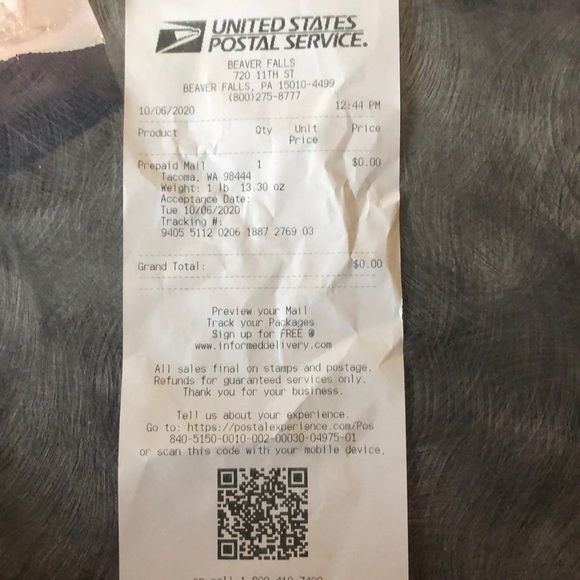 UNITED STATES
POSTAL SERVICE.
BEAVER FALLS
720 11TH ST
BEAVER FALLS, PA 15010-4499
(800)275-8777
10/06/2020 12:44 PM
Product Qty Unit Price
Price
Prepaid Mail 1 $0.00
Tacoma, WA 98444
Weight: 1 lb 13.30 oz
Acceptance Date:
Tue 10/06/2020
Tracking #:
9405 5112 0206 1887 2769 03
Grand Total: $0.00
Preview your Mail
Track your Packages
Sign up for FREE @
www.informeddelivery.com
All sales final on stamps and postage.
Refunds for guaranteed services only.
Thank you for your business.
Tell us about your experience.
Go to: https://postalexperience.com/Pos
840-5150-0010-002-00030-04975-01
or scan this code with your mobile device,
or call 1-800-410-7420